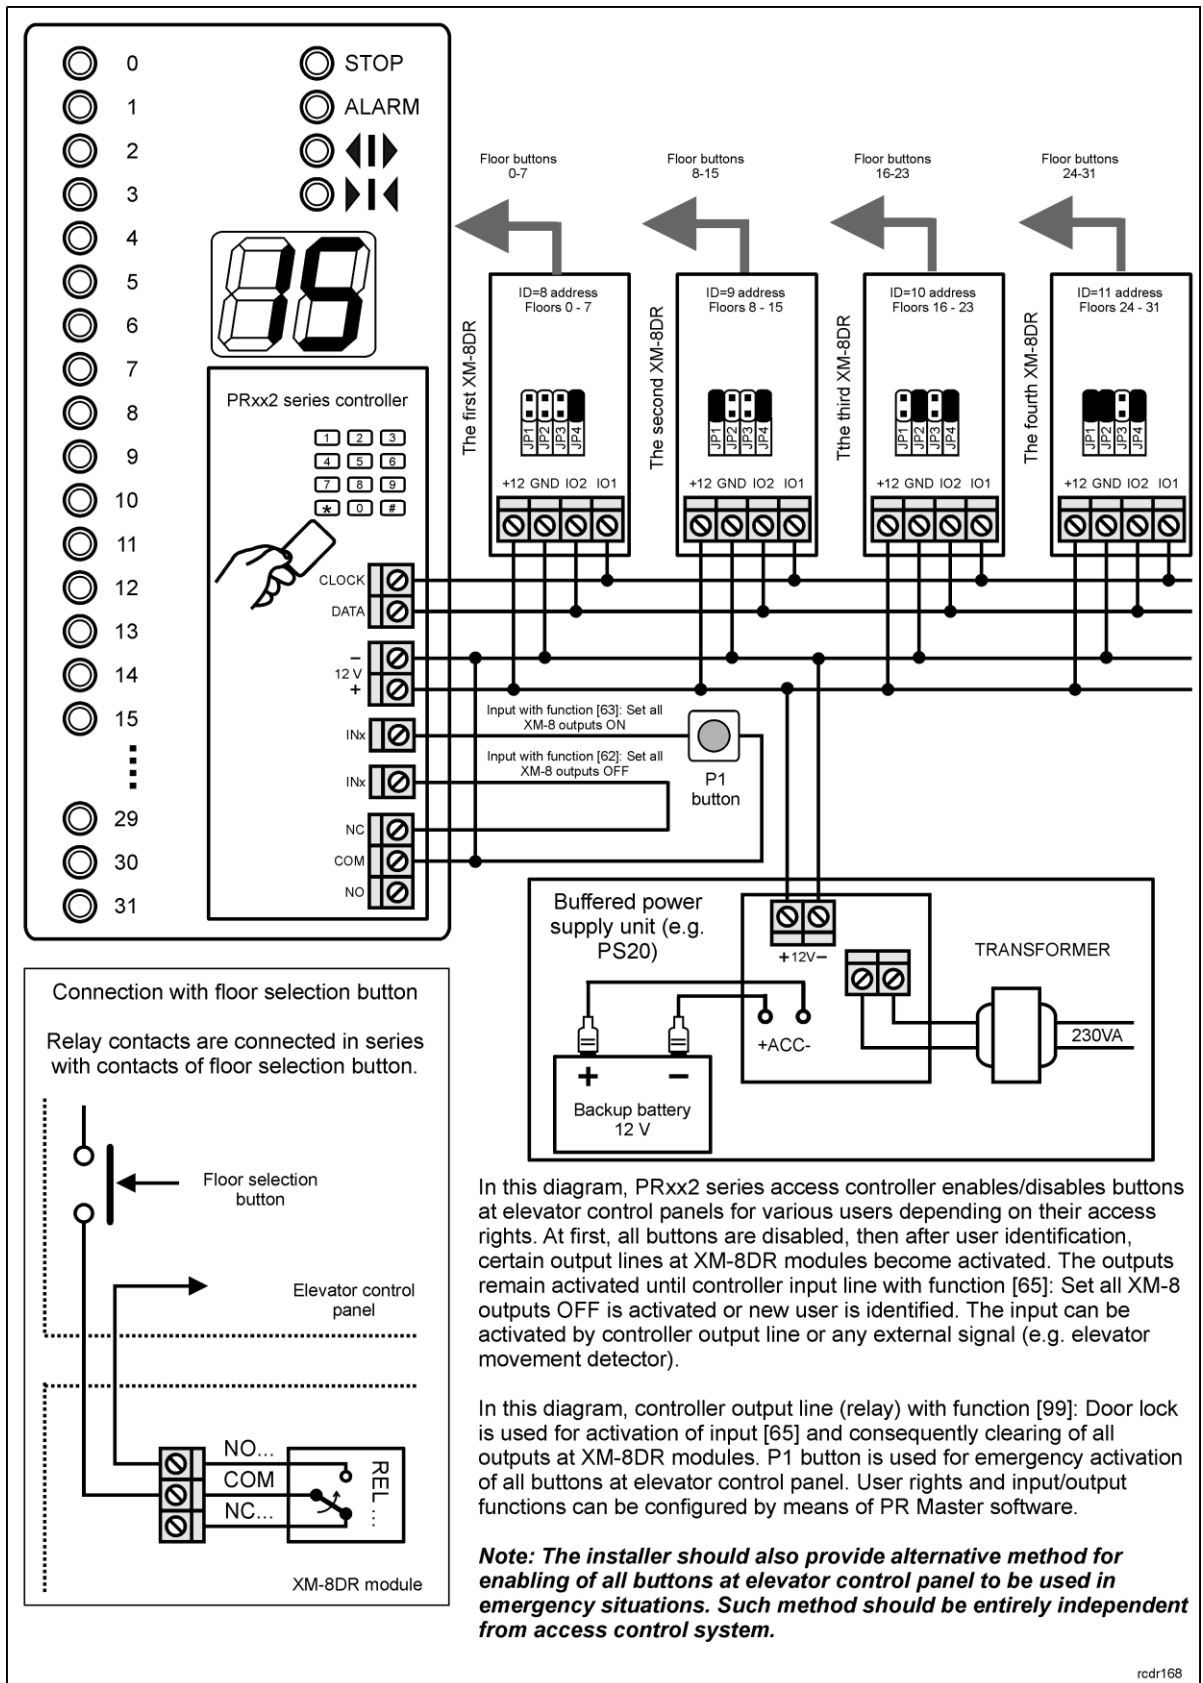 0
1
2
3
4
5
6
7
8
9
10
11
12
13
14
15
29
30
31
STOP
ALARM
15
PRxx2 series controller
1 2 3
4 5 6
7 8 9
* 0 #
CLOCK
DATA
–
12 V
+
INx
INx
NC
COM
NO
Floor buttons
0-7
Floor buttons
8-15
Floor buttons
16-23
Floor buttons
24-31
The first XM-8DR
ID=8 address
Floors 0 - 7
JP1 JP2 JP3 JP4
+12 GND IO2 IO1
The second XM-8DR
ID=9 address
Floors 8 - 15
JP1 JP2 JP3 JP4
+12 GND IO2 IO1
Tthe third XM-8DR
ID=10 address
Floors 16 - 23
JP1 JP2 JP3 JP4
+12 GND IO2 IO1
The fourth XM-8DR
ID=11 address
Floors 24 - 31
JP1 JP2 JP3 JP4
+12 GND IO2 IO1
Input with function [63]: Set all
XM-8 outputs ON
Input with function [62]: Set all
XM-8 outputs OFF
P1
button
Buffered power
supply unit (e.g.
PS20)
+12V–
+ACC-
TRANSFORMER
230VA
+ –
Backup battery
12 V
Connection with floor selection button
Relay contacts are connected in series
with contacts of floor selection button.
Floor selection
button
Elevator control
panel
NO...
COM
NC...
REL ...
XM-8DR module
In this diagram, PRxx2 series access controller enables/disables buttons
at elevator control panels for various users depending on their access
rights. At first, all buttons are disabled, then after user identification,
certain output lines at XM-8DR modules become activated. The outputs
remain activated until controller input line with function [65]: Set all XM-8
outputs OFF is activated or new user is identified. The input can be
activated by controller output line or any external signal (e.g. elevator
movement detector).
In this diagram, controller output line (relay) with function [99]: Door lock
is used for activation of input [65] and consequently clearing of all
outputs at XM-8DR modules. P1 button is used for emergency activation
of all buttons at elevator control panel. User rights and input/output
functions can be configured by means of PR Master software.
Note: The installer should also provide alternative method for
enabling of all buttons at elevator control panel to be used in
emergency situations. Such method should be entirely independent
from access control system.
rcdr168